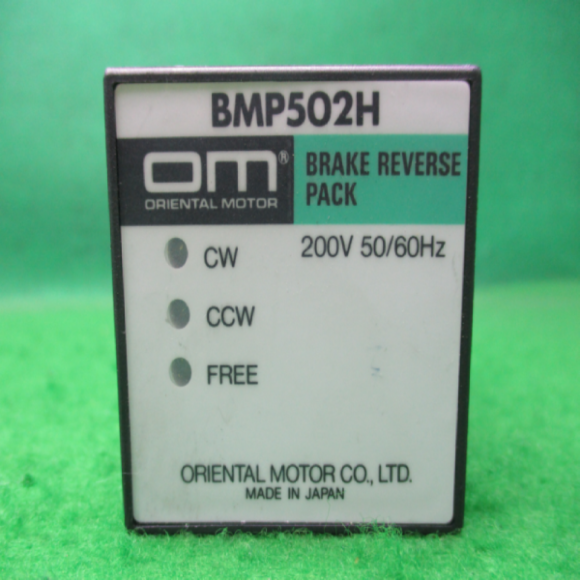 BMP502H
OM®
ORIENTAL MOTOR
BRAKE REVERSE
PACK
200V 50/60Hz
CW
CCW
FREE
ORIENTAL MOTOR CO., LTD.
MADE IN JAPAN